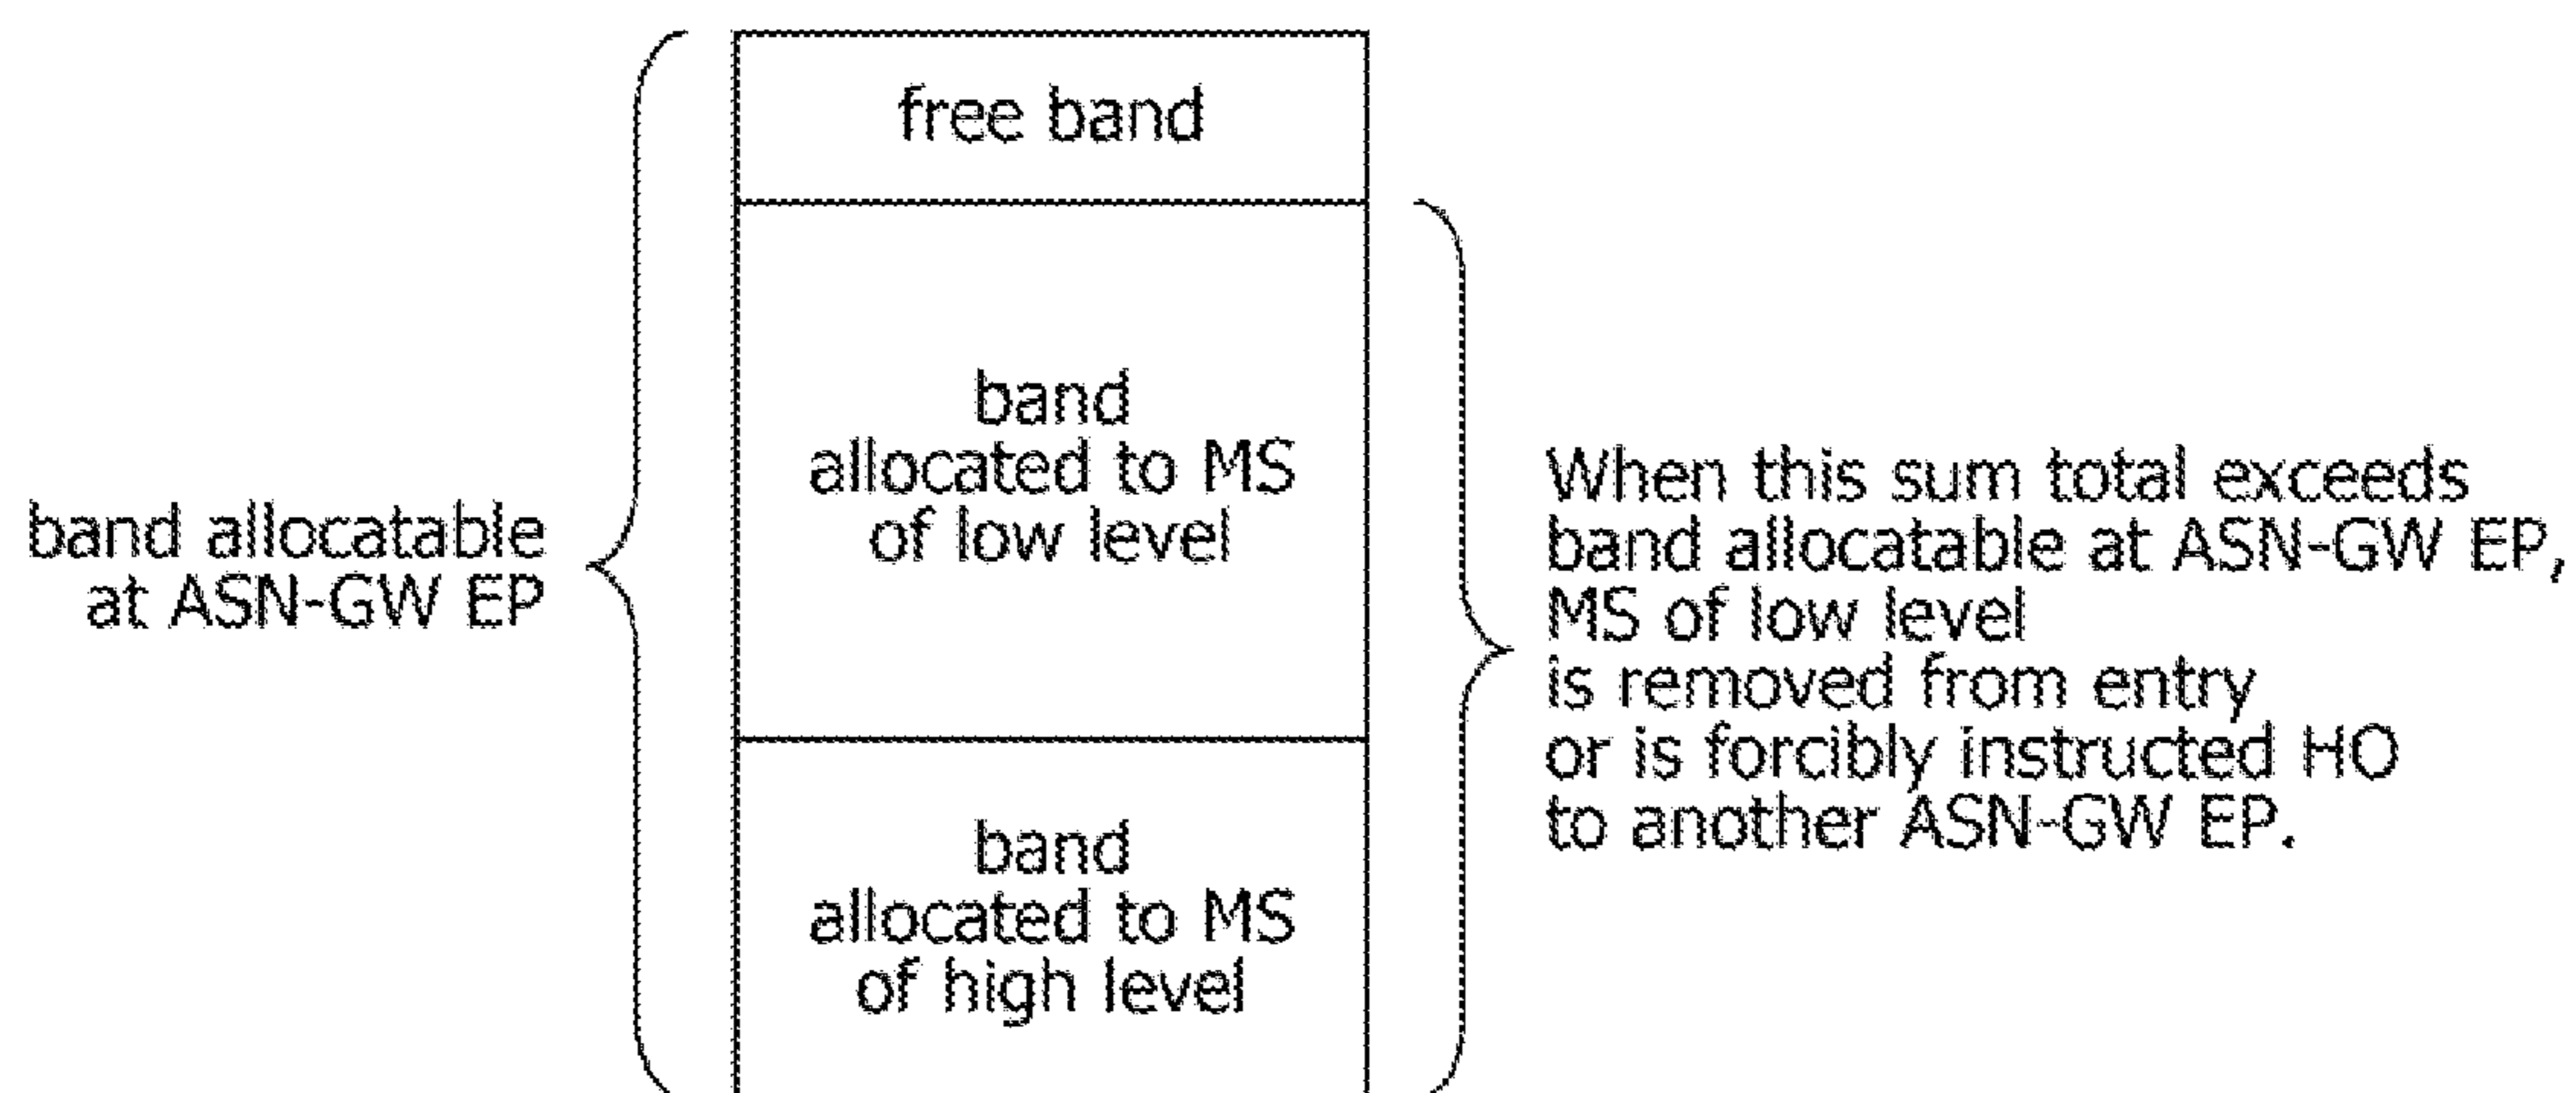 free band
band
allocated to MS
of low level
band
allocated to MS
of high level
band allocatable
at ASN-GW EP
When this sum total exceeds
band allocatable at ASN-GW EP,
MS of low level
is removed from entry
or is forcibly instructed HO
to another ASN-GW EP.